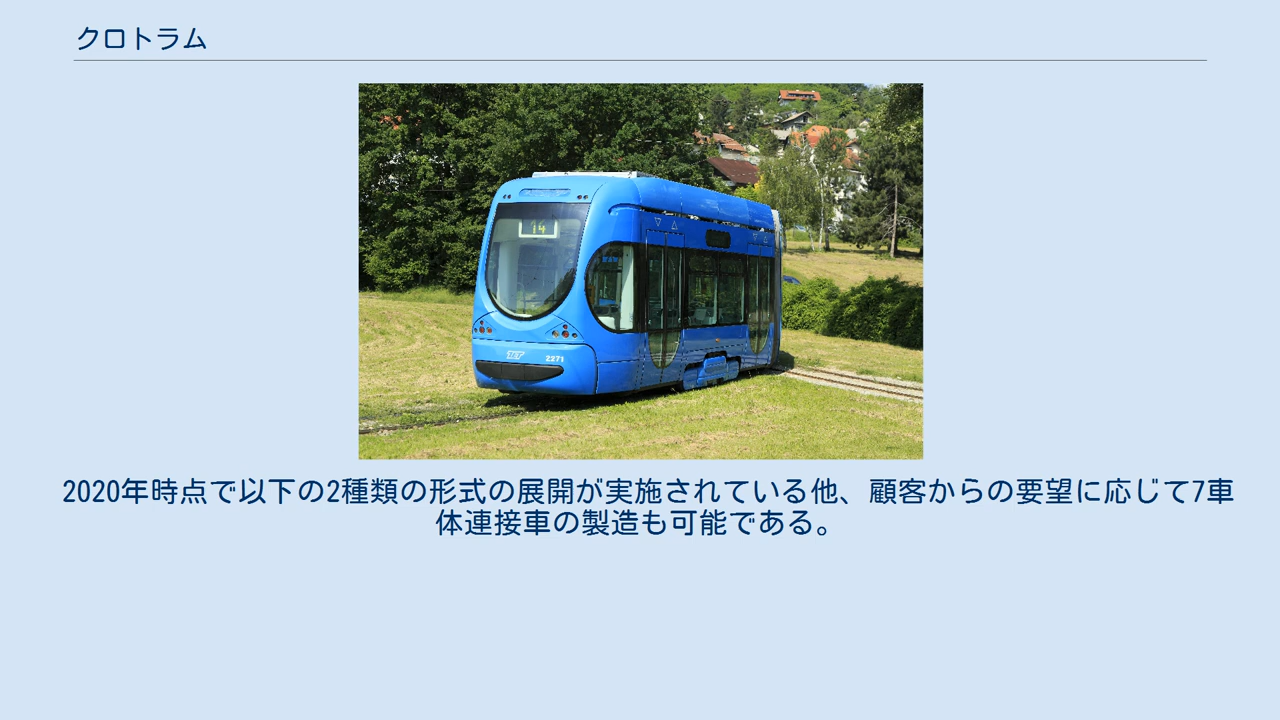 クロトラム
14
ZET 2271
2020年時点で以下の2種類の形式の展開が実施されている他、顧客からの要望に応じて7車
体連接車の製造も可能である。